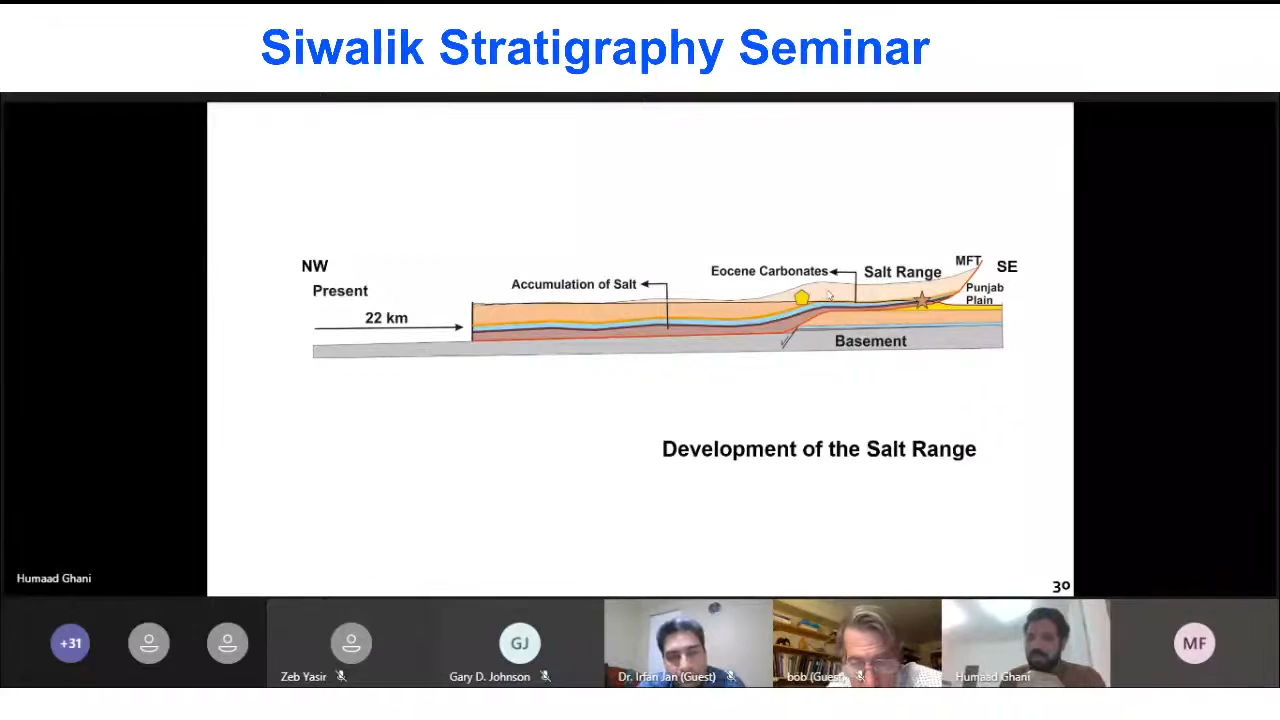 Siwalik Stratigraphy Seminar
NW
Present
22 km
Accumulation of Salt
Eocene Carbonates
Salt Range
MFT
SE
Punjab
Plain
Basement
Development of the Salt Range
30
Humaad Ghani
+31
Zeb Yasir
GJ
Gary D. Johnson
Dr. Irfan Jan (Guest)
bob (Guest)
Humaad Ghani
MF